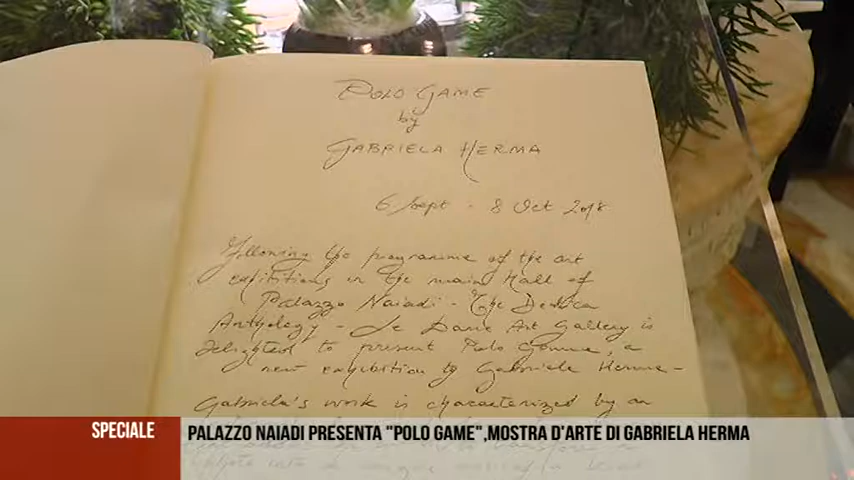 POLO GAME
by
GABRIELA HERMA
6 Sept - 8 Oct 2018
Following the programme of the art
exibitions in the main Hall of
Palazzo Naiadi - The Dedica
Anthology - Le Dame Art Gallery is
delighted to present Polo Game, a
new exhibition by Gabriela Herma -
Gabriela's work is characterized by an
SPECIALE
PALAZZO NAIADI PRESENTA "POLO GAME",MOSTRA D'ARTE DI GABRIELA HERMA